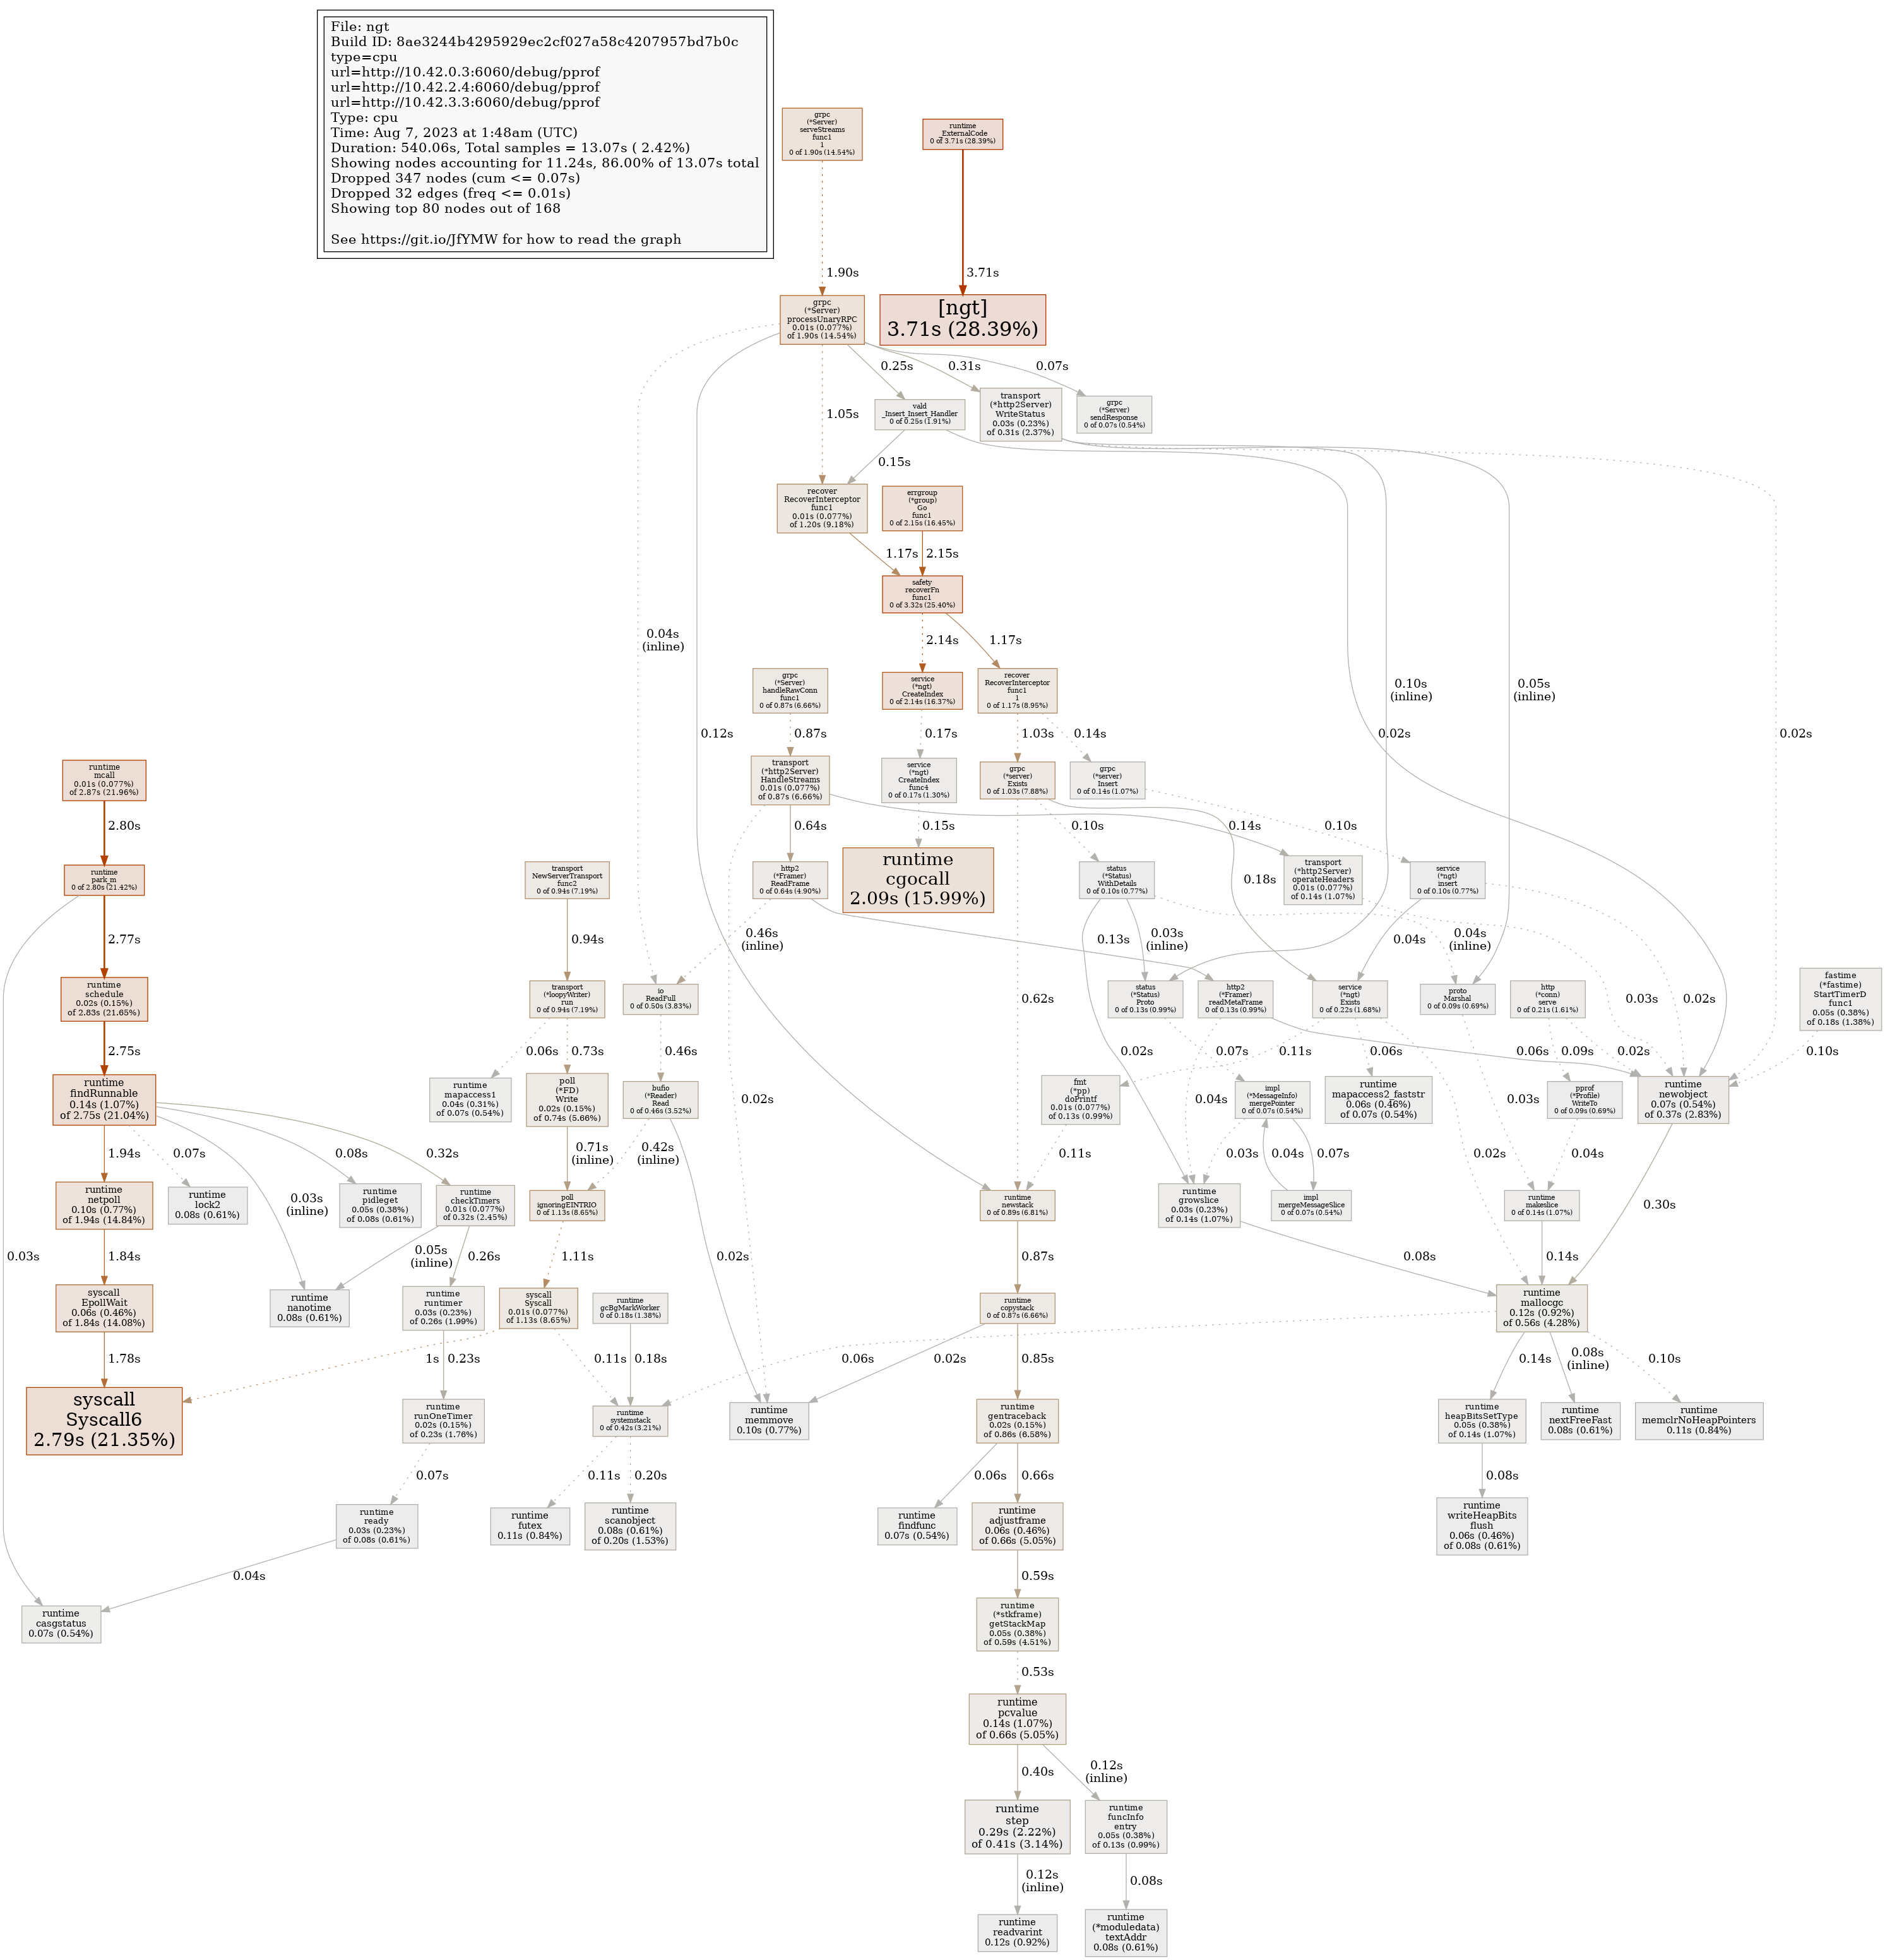 File: ngt
Build ID: 8ae3244b4295929ec2cf027a58c4207957bd7b0c
type=cpu
url=http://10.42.0.3:6060/debug/pprof
url=http://10.42.2.4:6060/debug/pprof
url=http://10.42.3.3:6060/debug/pprof
Type: cpu
Time: Aug 7, 2023 at 1:48am (UTC)
Duration: 540.06s, Total samples = 13.07s ( 2.42%)
Showing nodes accounting for 11.24s, 86.00% of 13.07s total
Dropped 347 nodes (cum <= 0.07s)
Dropped 32 edges (freq <= 0.01s)
Showing top 80 nodes out of 168
See https://git.io/JfYMW for how to read the graph
grpc
(*Server)
serveStreams
func1
1
0 of 1.90s (14.54%)
runtime
_ExternalCode
0 of 3.71s (28.39%)
1.90s
3.71s
grpc
(*Server)
processUnaryRPC
0.01s (0.077%)
of 1.90s (14.54%)
[ngt]
3.71s (28.39%)
0.25s
0.31s
0.07s
1.05s
vald
_Insert_Insert_Handler
0 of 0.25s (1.91%)
transport
(*http2Server)
WriteStatus
0.03s (0.23%)
of 0.31s (2.37%)
grpc
(*Server)
sendResponse
0 of 0.07s (0.54%)
0.15s
recover
RecoverInterceptor
func1
0.01s (0.077%)
of 1.20s (9.18%)
errgroup
(*group)
Go
func1
0 of 2.15s (16.45%)
1.17s
2.15s
safety
recoverFn
func1
0 of 3.32s (25.40%)
0.04s
(inline)
2.14s
1.17s
grpc
(*Server)
handleRawConn
func1
0 of 0.87s (6.66%)
service
(*ngt)
CreateIndex
0 of 2.14s (16.37%)
recover
RecoverInterceptor
func1
1
0 of 1.17s (8.95%)
0.10s
(inline)
0.05s
(inline)
0.12s
0.87s
0.17s
1.03s
0.14s
0.02s
0.02s
runtime
mcall
0.01s (0.077%)
of 2.87s (21.96%)
transport
(*http2Server)
HandleStreams
0.01s (0.077%)
of 0.87s (6.66%)
service
(*ngt)
CreateIndex
func4
0 of 0.17s (1.30%)
grpc
(*server)
Exists
0 of 1.03s (7.88%)
grpc
(*server)
Insert
0 of 0.14s (1.07%)
2.80s
0.64s
0.15s
0.10s
0.14s
0.10s
runtime
park_m
0 of 2.80s (21.42%)
transport
NewServerTransport
func2
0 of 0.94s (7.19%)
http2
(*Framer)
ReadFrame
0 of 0.64s (4.90%)
runtime
cgocall
2.09s (15.99%)
status
(*Status)
WithDetails
0 of 0.10s (0.77%)
0.18s
transport
(*http2Server)
operateHeaders
0.01s (0.077%)
of 0.14s (1.07%)
service
(*ngt)
insert
0 of 0.10s (0.77%)
2.77s
0.94s
0.46s
(inline)
0.13s
0.03s
(inline)
0.04s
0.04s
(inline)
runtime
schedule
0.02s (0.15%)
of 2.83s (21.65%)
transport
(*loopyWriter)
run
0 of 0.94s (7.19%)
io
ReadFull
0 of 0.50s (3.83%)
0.62s
status
(*Status)
Proto
0 of 0.13s (0.99%)
http2
(*Framer)
readMetaFrame
0 of 0.13s (0.99%)
service
(*ngt)
Exists
0 of 0.22s (1.68%)
proto
Marshal
0 of 0.09s (0.69%)
http
(*conn)
serve
0 of 0.21s (1.61%)
0.03s
0.02s
fastime
(*fastime)
StartTimerD
func1
0.05s (0.38%)
of 0.18s (1.38%)
2.75s
0.06s
0.73s
0.46s
0.02s
0.07s
0.11s
0.06s
0.06s
0.09s
0.02s
0.10s
runtime
findRunnable
0.14s (1.07%)
of 2.75s (21.04%)
runtime
mapaccess1
0.04s (0.31%)
of 0.07s (0.54%)
poll
(*FD)
Write
0.02s (0.15%)
of 0.74s (5.66%)
bufio
(*Reader)
Read
0 of 0.46s (3.52%)
0.02s
fmt
(*pp)
doPrintf
0.01s (0.077%)
of 0.13s (0.99%)
0.04s
impl
(*MessageInfo)
mergePointer
0 of 0.07s (0.54%)
runtime
mapaccess2_faststr
0.06s (0.46%)
of 0.07s (0.54%)
0.03s
pprof
(*Profile)
WriteTo
0 of 0.09s (0.69%)
runtime
newobject
0.07s (0.54%)
of 0.37s (2.83%)
1.94s
0.07s
0.08s
0.32s
0.71s
(inline)
0.42s
(inline)
0.11s
0.03s
0.04s
0.07s
0.02s
0.04s
0.30s
runtime
netpoll
0.10s (0.77%)
of 1.94s (14.84%)
runtime
lock2
0.08s (0.61%)
0.03s
(inline)
runtime
pidleget
0.05s (0.38%)
of 0.08s (0.61%)
runtime
checkTimers
0.01s (0.077%)
of 0.32s (2.45%)
poll
ignoringEINTRIO
0 of 1.13s (8.65%)
runtime
newstack
0 of 0.89s (6.81%)
runtime
growslice
0.03s (0.23%)
of 0.14s (1.07%)
impl
mergeMessageSlice
0 of 0.07s (0.54%)
runtime
makeslice
0 of 0.14s (1.07%)
0.03s
1.84s
0.05s
(inline)
0.26s
1.11s
0.02s
0.87s
0.08s
0.14s
syscall
EpollWait
0.06s (0.46%)
of 1.84s (14.08%)
runtime
nanotime
0.08s (0.61%)
runtime
runtimer
0.03s (0.23%)
of 0.26s (1.99%)
syscall
Syscall
0.01s (0.077%)
of 1.13s (8.65%)
runtime
gcBgMarkWorker
0 of 0.18s (1.38%)
runtime
copystack
0 of 0.87s (6.66%)
runtime
mallocgc
0.12s (0.92%)
of 0.56s (4.28%)
1.78s
1s
0.23s
0.11s
0.18s
0.06s
0.02s
0.85s
0.14s
0.08s
(inline)
0.10s
syscall
Syscall6
2.79s (21.35%)
runtime
runOneTimer
0.02s (0.15%)
of 0.23s (1.76%)
runtime
systemstack
0 of 0.42s (3.21%)
runtime
memmove
0.10s (0.77%)
runtime
gentraceback
0.02s (0.15%)
of 0.86s (6.58%)
runtime
heapBitsSetType
0.05s (0.38%)
of 0.14s (1.07%)
runtime
nextFreeFast
0.08s (0.61%)
runtime
memclrNoHeapPointers
0.11s (0.84%)
0.07s
0.11s
0.20s
0.06s
0.66s
0.08s
runtime
ready
0.03s (0.23%)
of 0.08s (0.61%)
runtime
futex
0.11s (0.84%)
runtime
scanobject
0.08s (0.61%)
of 0.20s (1.53%)
runtime
findfunc
0.07s (0.54%)
runtime
adjustframe
0.06s (0.46%)
of 0.66s (5.05%)
runtime
writeHeapBits
flush
0.06s (0.46%)
of 0.08s (0.61%)
0.04s
0.59s
runtime
casgstatus
0.07s (0.54%)
runtime
(*stkframe)
getStackMap
0.05s (0.38%)
of 0.59s (4.51%)
0.53s
runtime
pcvalue
0.14s (1.07%)
of 0.66s (5.05%)
0.40s
0.12s
(inline)
runtime
step
0.29s (2.22%)
of 0.41s (3.14%)
runtime
funcInfo
entry
0.05s (0.38%)
of 0.13s (0.99%)
0.12s
(inline)
0.08s
runtime
readvarint
0.12s (0.92%)
runtime
(*moduledata)
textAddr
0.08s (0.61%)